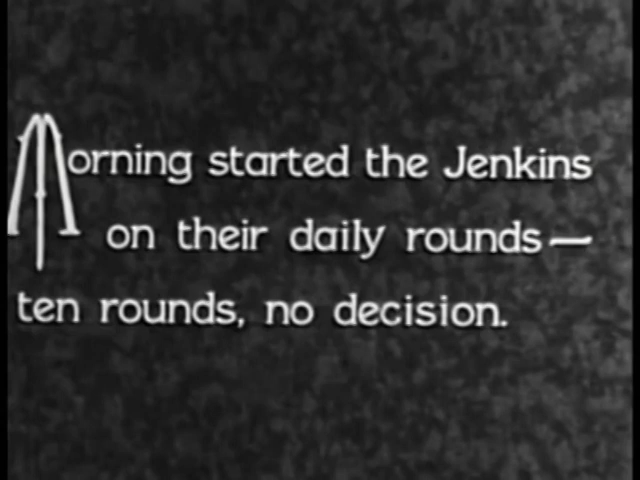 Morning started the Jenkins
on their daily rounds—
ten rounds, no decision.